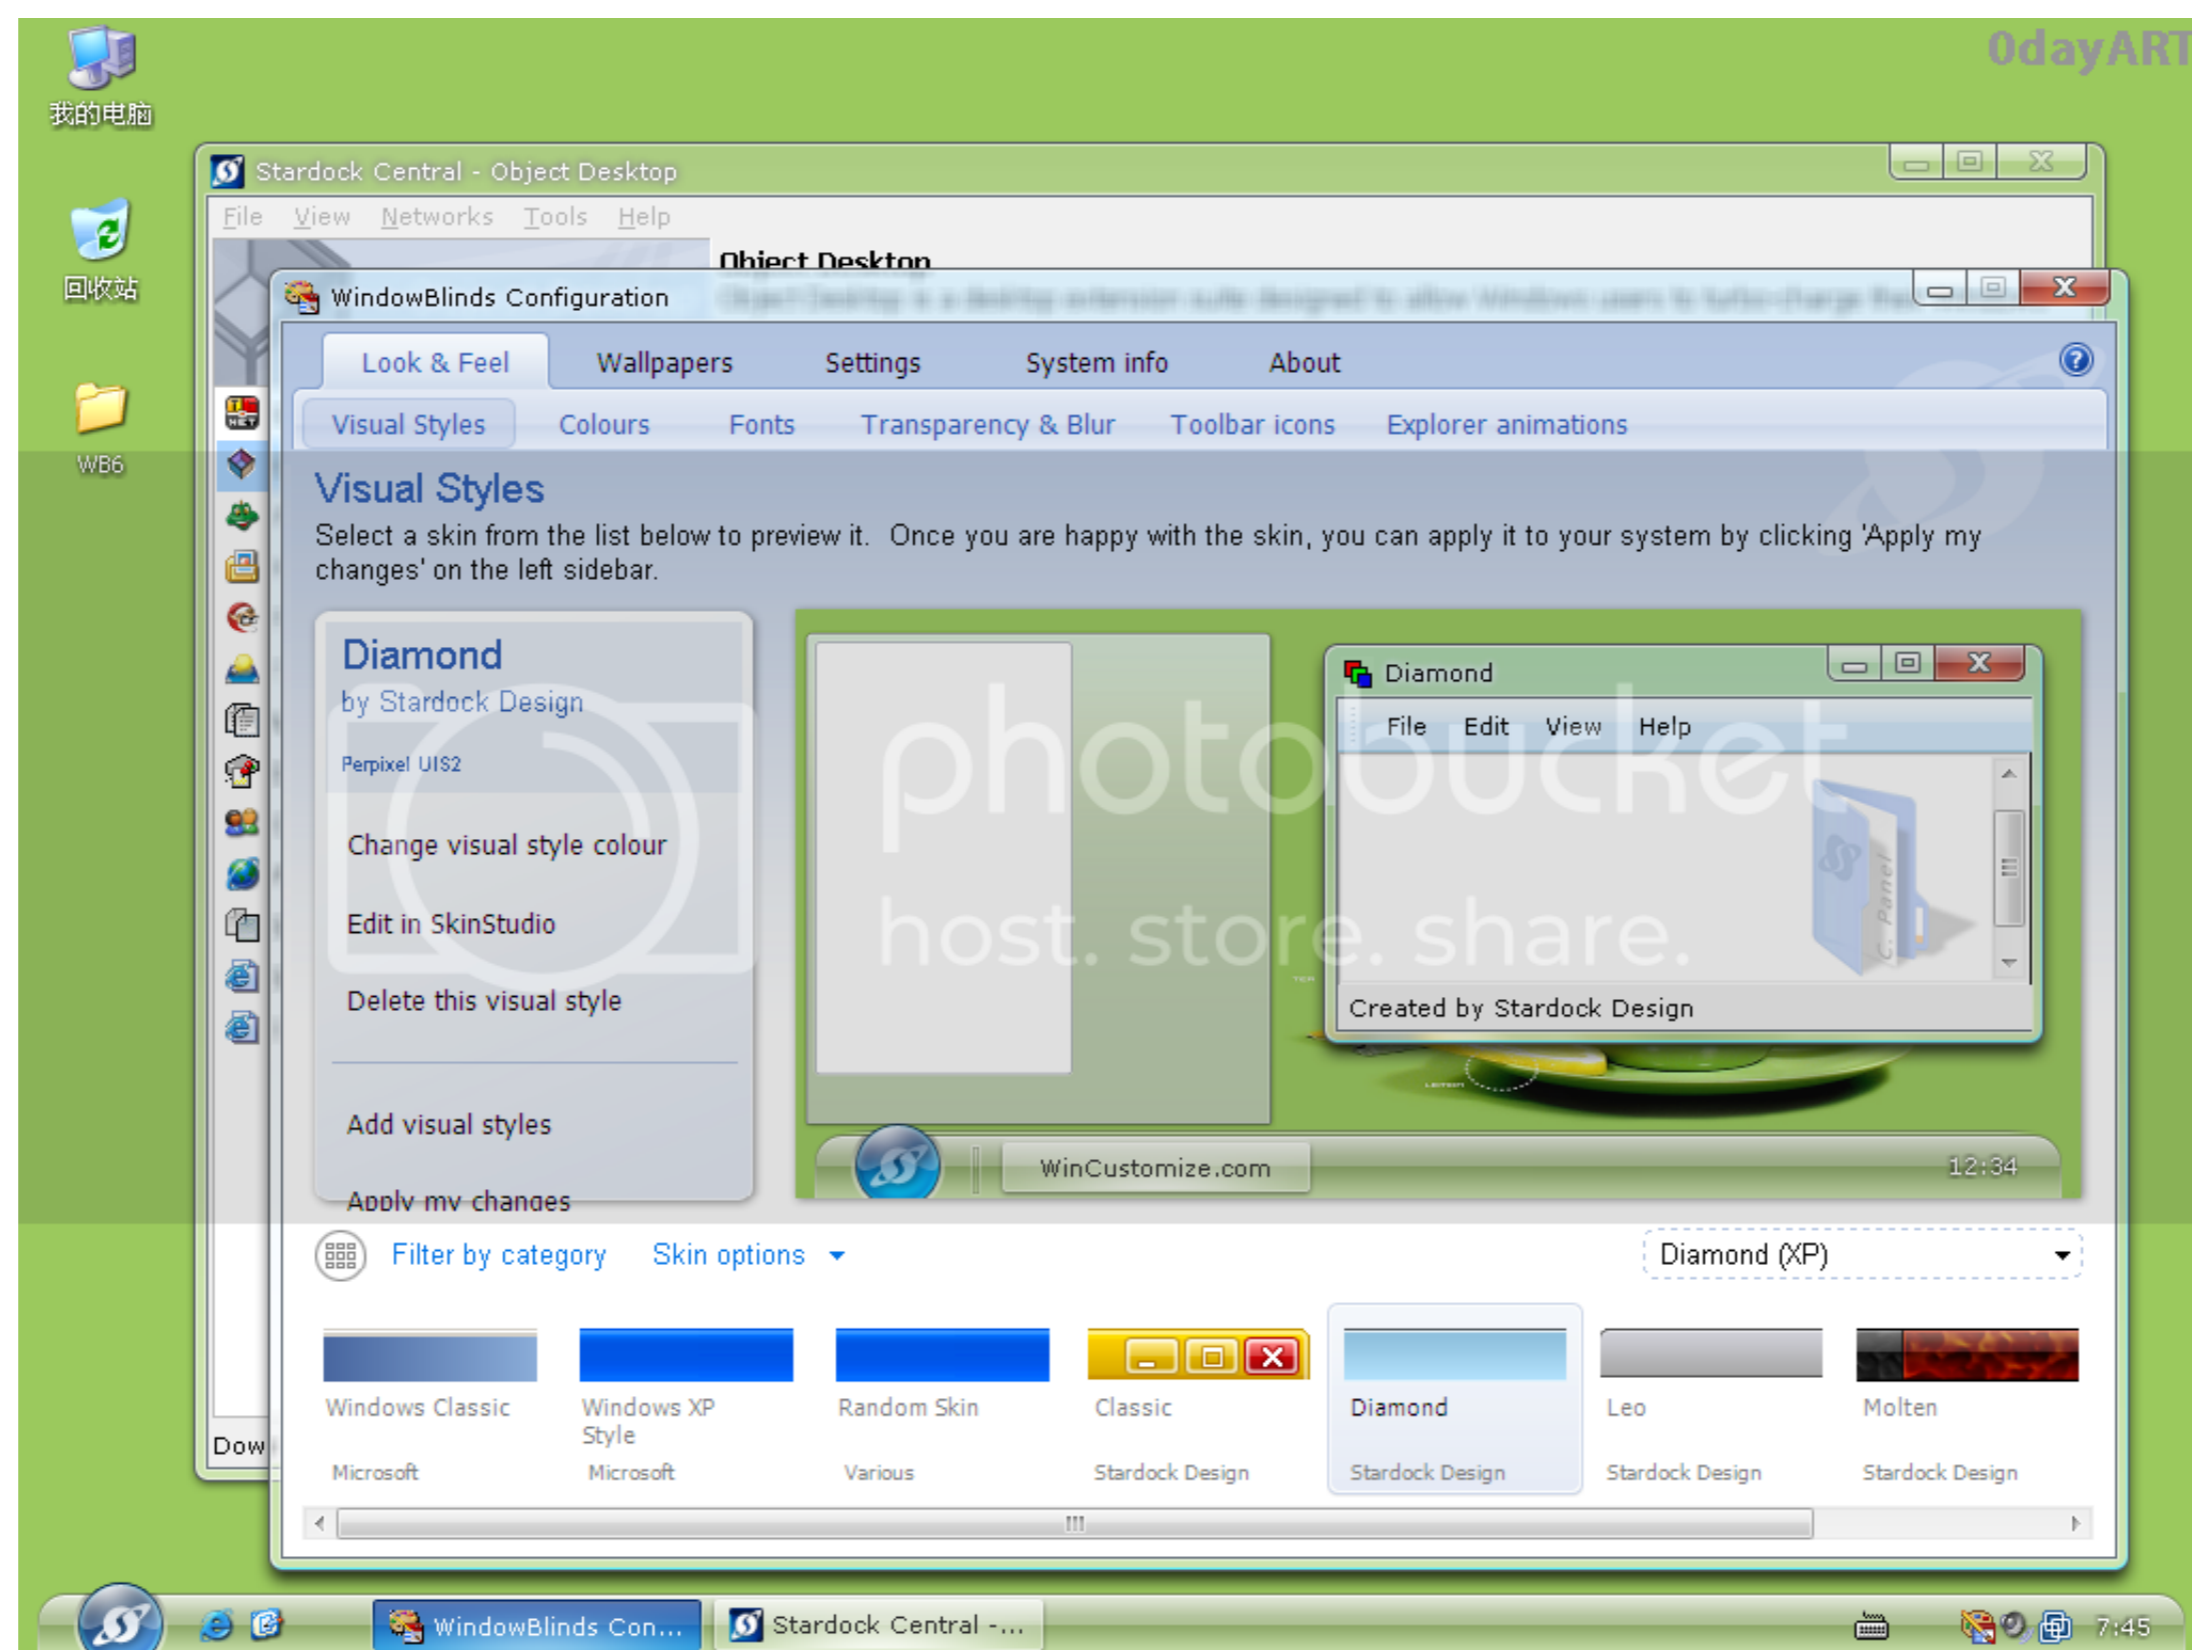 0dayART
我的电脑
回收站
WB6
Stardock Central - Object Desktop
File View Networks Tools Help
Object Desktop
WindowBlinds Configuration
Look & Feel Wallpapers Settings System info About
Visual Styles Colours Fonts Transparency & Blur Toolbar icons Explorer animations
Visual Styles
Select a skin from the list below to preview it. Once you are happy with the skin, you can apply it to your system by clicking 'Apply my
changes' on the left sidebar.
Diamond
by Stardock Design
Perpixel UIS2
Change visual style colour
Edit in SkinStudio
Delete this visual style
Add visual styles
Apply my changes
Diamond
File Edit View Help
C. Panel
Created by Stardock Design
WinCustomize.com
12:34
photobucket
host. store. share.
Filter by category Skin options
Diamond (XP)
Windows Classic
Microsoft
Windows XP
Style
Microsoft
Random Skin
Various
Classic
Stardock Design
Diamond
Stardock Design
Leo
Stardock Design
Molten
Stardock Design
Dow
WindowBlinds Con...
Stardock Central -...
7:45